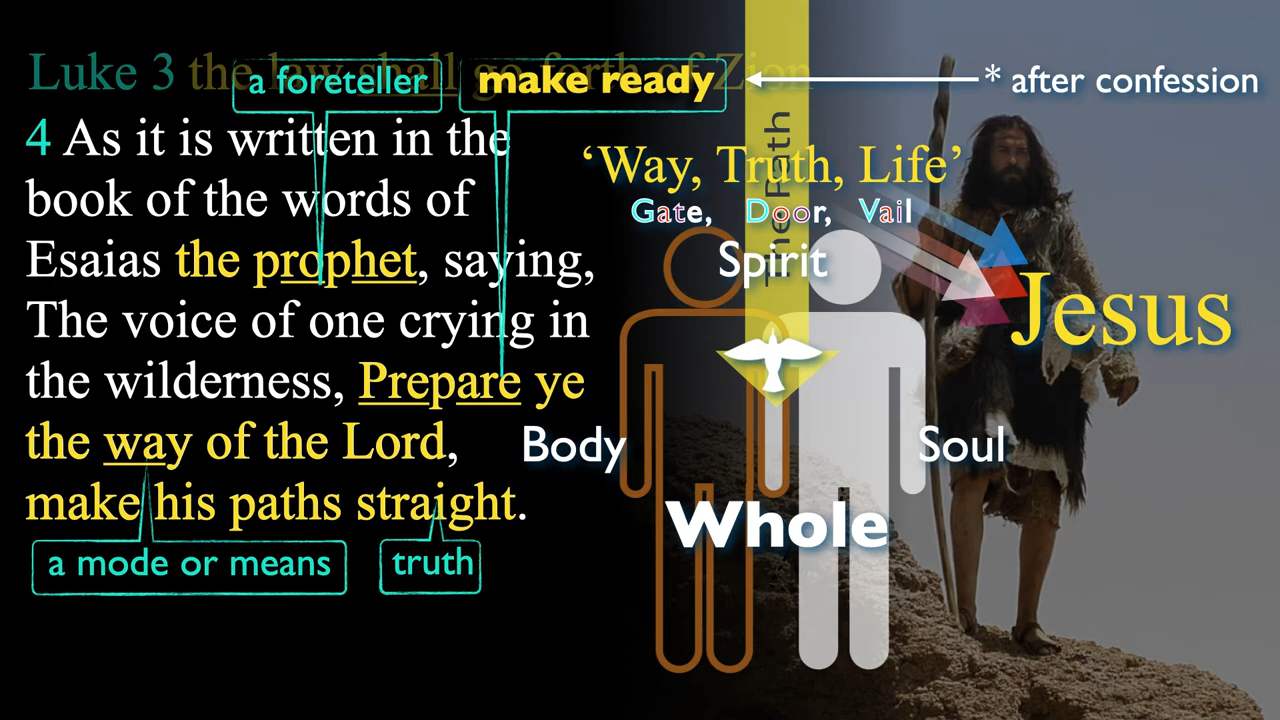 Luke 3 the law shall go forth of Zion
a foreteller
make ready
* after confession
4 As it is written in the
book of the words of
Esaias the prophet, saying,
The voice of one crying in
the wilderness, Prepare ye
the way of the Lord,
make his paths straight.
a mode or means
truth
The Path
‘Way, Truth, Life’
Gate, Door, Vail
Spirit
Jesus
Body
Soul
Whole